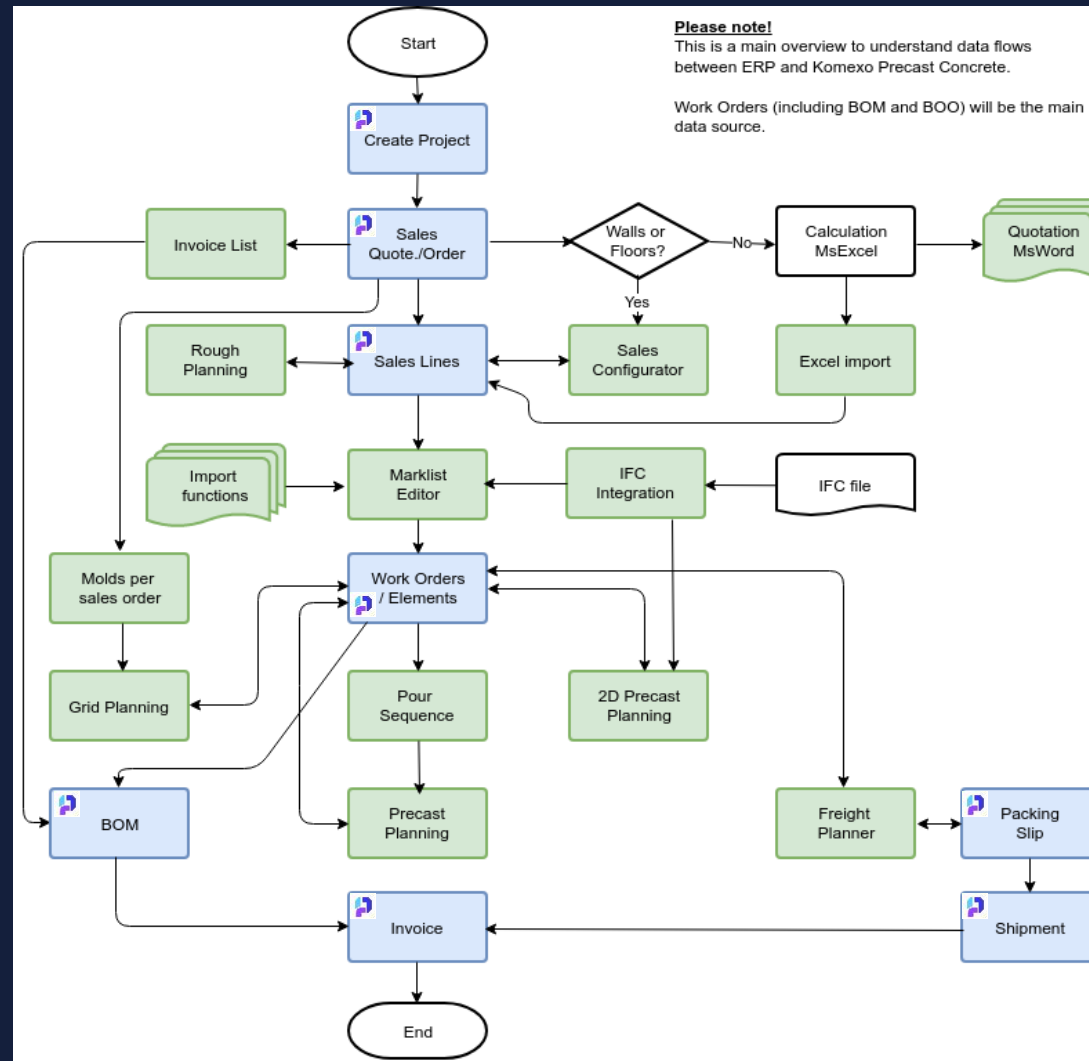 Start
Please note!
This is a main overview to understand data flows
between ERP and Komexo Precast Concrete.
Work Orders (including BOM and BOO) will be the main
data source.
Create Project
Invoice List
Sales
Quote./Order
Walls or
Floors?
No
Calculation
MsExcel
Quotation
MsWord
Yes
Rough
Planning
Sales Lines
Sales
Configurator
Excel import
Import
functions
Marklist
Editor
IFC
Integration
IFC file
Molds per
sales order
Work Orders
/ Elements
Grid Planning
Pour
Sequence
2D Precast
Planning
BOM
Precast
Planning
Freight
Planner
Packing
Slip
Invoice
Shipment
End